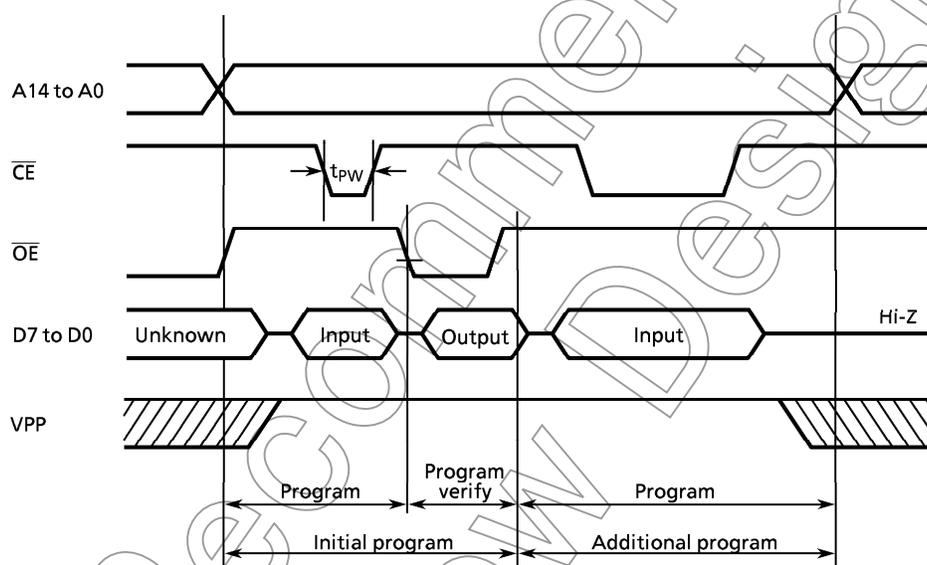 A14 to A0
CE
tPW
OE
D7 to D0
Unknown
Input
Output
Input
Hi-Z
VPP
Program
Program
verify
Program
Initial program
Additional program